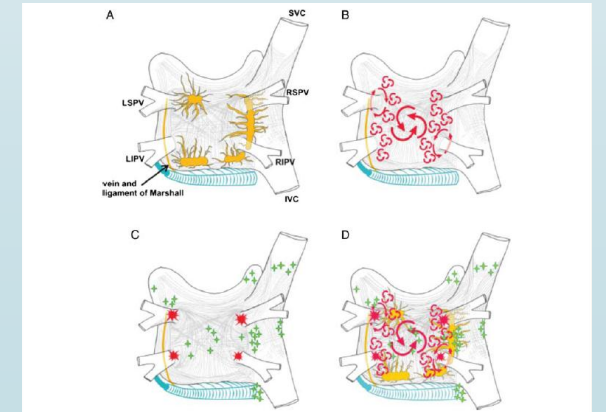 A
SVC
B
RSPV
LSPV
LIPV
RIPV
vein and
ligament of Marshall
IVC
C
D